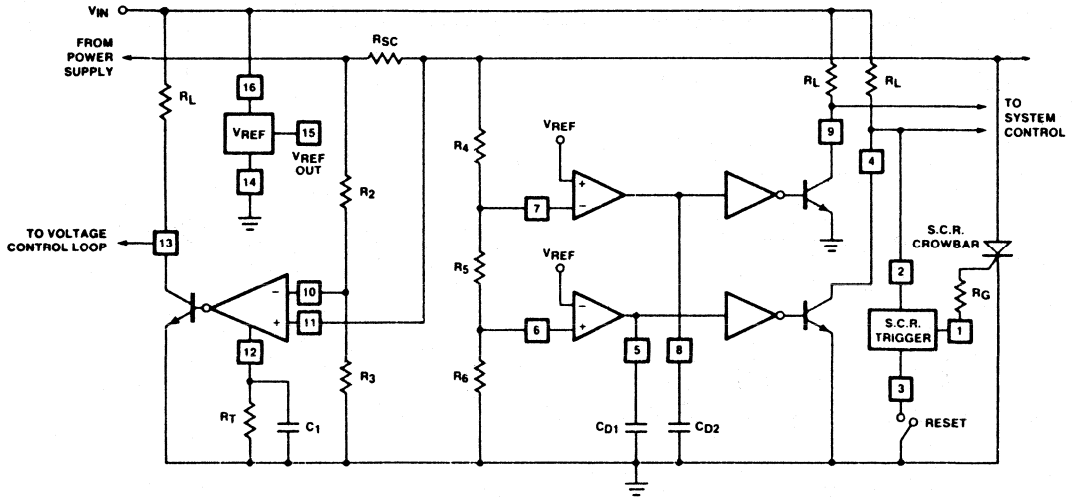 VIN
FROM
POWER
SUPPLY
RSC
RL
16
VREF
15
VREF
OUT
14
R2
R4
VREF
7
+
−
R5
VREF
6
−
+
R6
5
8
CD1
CD2
RL
RL
9
4
TO
SYSTEM
CONTROL
S.C.R.
CROWBAR
2
RG
S.C.R.
TRIGGER
1
3
RESET
TO VOLTAGE
CONTROL LOOP
13
−
10
+
11
12
RT
C1
R3